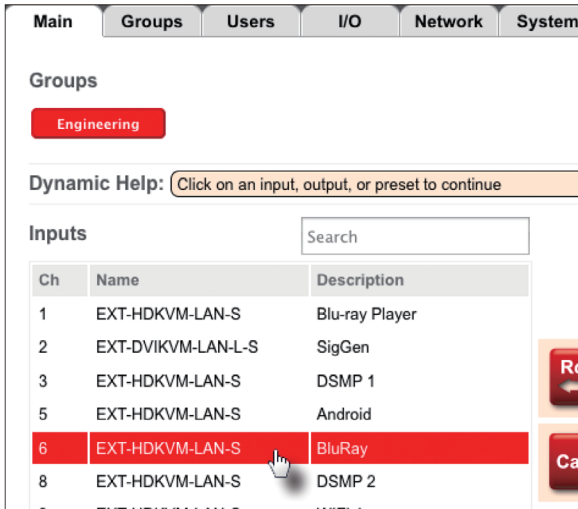 Main Groups Users I/O Network System
Groups
Engineering
Dynamic Help: Click on an input, output, or preset to continue
Inputs Search
Ch Name Description
1 EXT-HDKVM-LAN-S Blu-ray Player
2 EXT-DVIKVM-LAN-L-S SigGen
3 EXT-HDKVM-LAN-S DSMP 1
5 EXT-HDKVM-LAN-S Android
6 EXT-HDKVM-LAN-S BluRay
8 EXT-HDKVM-LAN-S DSMP 2